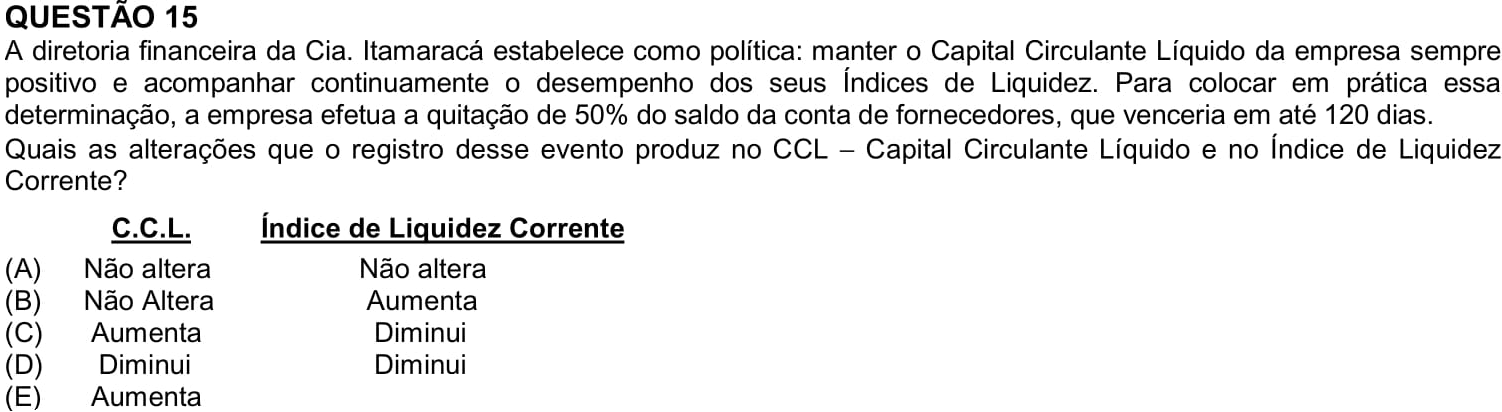 QUESTÃO 15
A diretoria financeira da Cia. Itamaracá estabelece como política: manter o Capital Circulante Líquido da empresa sempre
positivo e acompanhar continuamente o desempenho dos seus Índices de Liquidez. Para colocar em prática essa
determinação, a empresa efetua a quitação de 50% do saldo da conta de fornecedores, que venceria em até 120 dias.
Quais as alterações que o registro desse evento produz no CCL – Capital Circulante Líquido e no Índice de Liquidez
Corrente?
C.C.L. Índice de Liquidez Corrente
(A) Não altera Não altera
(B) Não Altera Aumenta
(C) Aumenta Diminui
(D) Diminui Diminui
(E) Aumenta